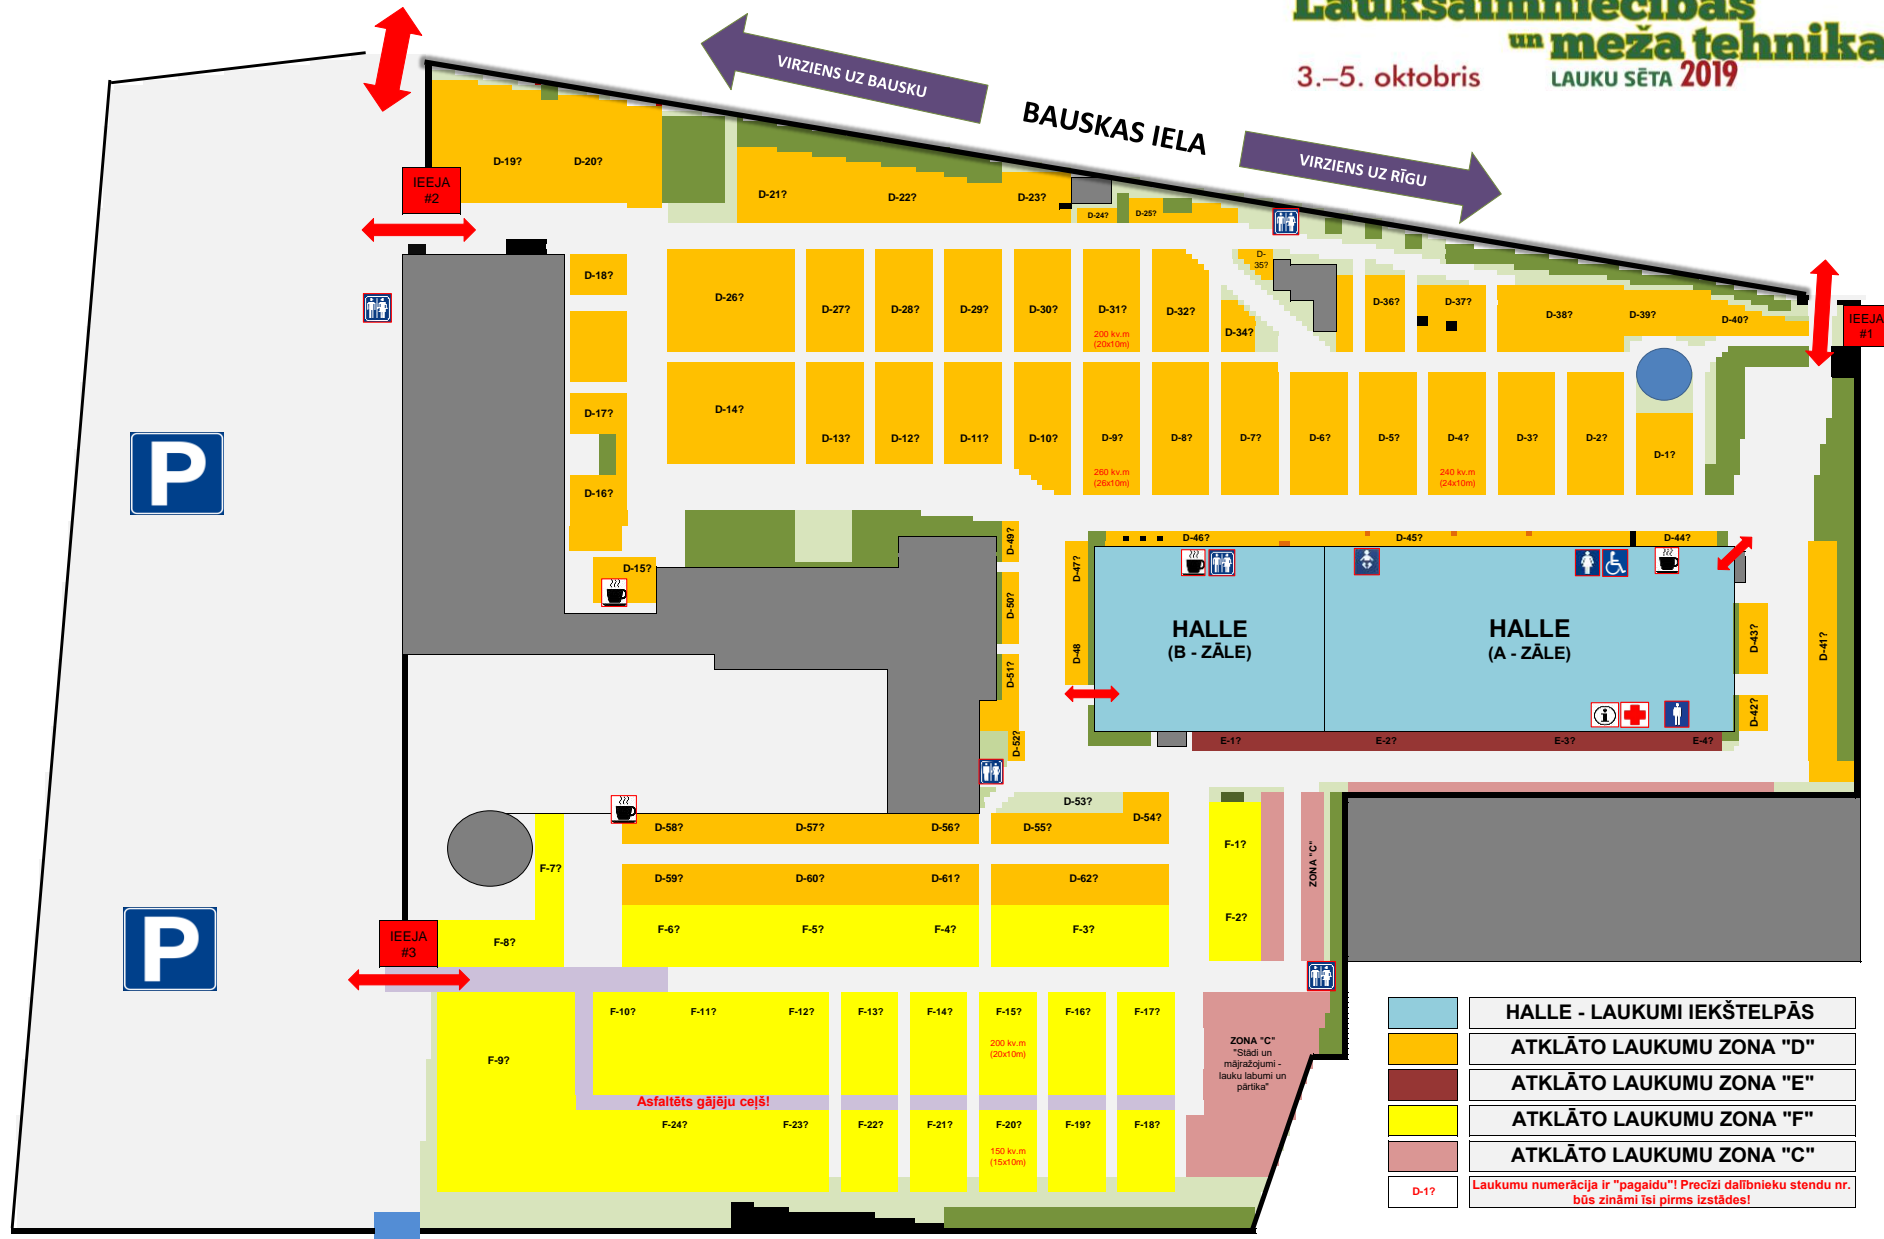 Lauksaimniecības
un meža tehnika
3.–5. oktobris
LAUKU SĒTA 2019
VIRZIENS UZ BAUSKU
BAUSKAS IELA
VIRZIENS UZ RĪGU
IEEJA
#2
IEEJA
#1
D-19?
D-20?
D-21?
D-22?
D-23?
D-24?
D-25?
D-18?
D-26?
D-27?
D-28?
D-29?
D-30?
D-31?
200 kv.m
(20x10m)
D-32?
D-34?
D-
35?
D-36?
D-37?
D-38?
D-39?
D-40?
D-17?
D-14?
D-13?
D-12?
D-11?
D-10?
D-9?
260 kv.m
(26x10m)
D-8?
D-7?
D-6?
D-5?
D-4?
240 kv.m
(24x10m)
D-3?
D-2?
D-1?
P
D-16?
D-15?
D-49?
D-50?
D-51?
D-52?
D-47?
D-48
D-46?
D-45?
D-44?
HALLE
(B - ZĀLE)
HALLE
(A - ZĀLE)
D-43?
D-42?
D-41?
E-1?
E-2?
E-3?
E-4?
i
D-53?
D-54?
D-58?
D-57?
D-56?
D-55?
D-59?
D-60?
D-61?
D-62?
F-7?
F-8?
F-6?
F-5?
F-4?
F-3?
F-1?
F-2?
ZONA "C"
P
IEEJA
#3
F-9?
F-10?
F-11?
F-12?
F-13?
F-14?
F-15?
200 kv.m
(20x10m)
F-16?
F-17?
ZONA "C"
"Stādi un
mājražojumi -
lauku labumi un
pārtika"
Asfaltēts gājēju ceļš!
F-24?
F-23?
F-22?
F-21?
F-20?
150 kv.m
(15x10m)
F-19?
F-18?
HALLE - LAUKUMI IEKŠTELPĀS
ATKLĀTO LAUKUMU ZONA "D"
ATKLĀTO LAUKUMU ZONA "E"
ATKLĀTO LAUKUMU ZONA "F"
ATKLĀTO LAUKUMU ZONA "C"
D-1?
Laukumu numerācija ir "pagaidu"! Precīzi dalībnieku stendu nr.
būs zināmi īsi pirms izstādes!